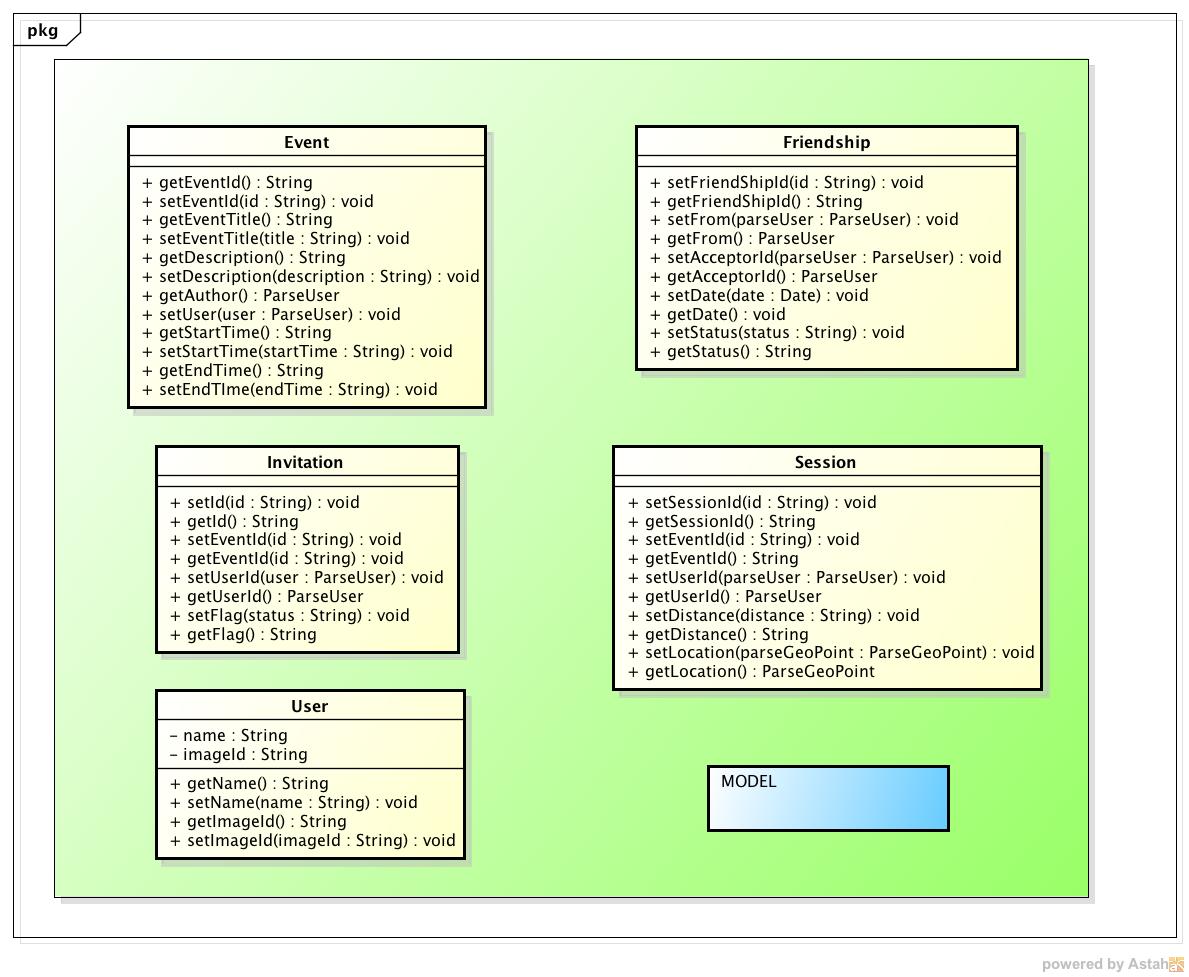 pkg
Event
+ getEventId() : String
+ setEventId(id : String) : void
+ getEventTitle() : String
+ setEventTitle(title : String) : void
+ getDescription() : String
+ setDescription(description : String) : void
+ getAuthor() : ParseUser
+ setUser(user : ParseUser) : void
+ getStartTime() : String
+ setStartTime(startTime : String) : void
+ getEndTime() : String
+ setEndTIme(endTime : String) : void
Friendship
+ setFriendShipId(id : String) : void
+ getFriendShipId() : String
+ setFrom(parseUser : ParseUser) : void
+ getFrom() : ParseUser
+ setAcceptorId(parseUser : ParseUser) : void
+ getAcceptorId() : ParseUser
+ setDate(date : Date) : void
+ getDate() : void
+ setStatus(status : String) : void
+ getStatus() : String
Invitation
+ setId(id : String) : void
+ getId() : String
+ setEventId(id : String) : void
+ getEventId(id : String) : void
+ setUserId(user : ParseUser) : void
+ getUserId() : ParseUser
+ setFlag(status : String) : void
+ getFlag() : String
Session
+ setSessionId(id : String) : void
+ getSessionId() : String
+ setEventId(id : String) : void
+ getEventId() : String
+ setUserId(parseUser : ParseUser) : void
+ getUserId() : ParseUser
+ setDistance(distance : String) : void
+ getDistance() : String
+ setLocation(parseGeoPoint : ParseGeoPoint) : void
+ getLocation() : ParseGeoPoint
User
- name : String
- imageId : String
+ getName() : String
+ setName(name : String) : void
+ getImageId() : String
+ setImageId(imageId : String) : void
MODEL
powered by Astah